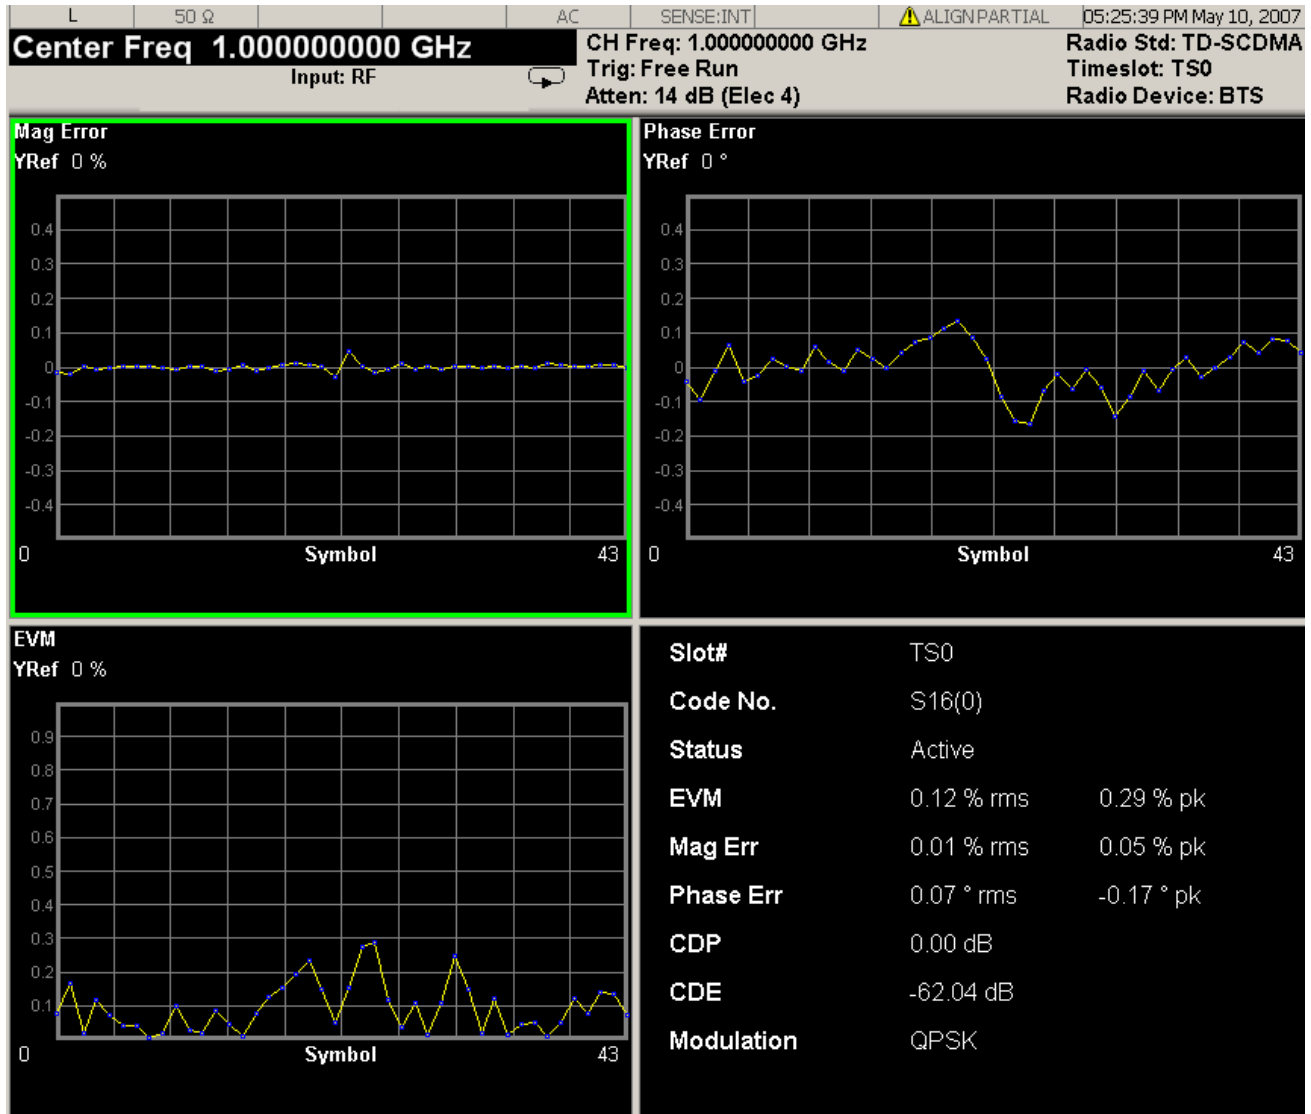 L 50 Ω AC SENSE:INT ALIGN PARTIAL 05:25:39 PM May 10, 2007
Center Freq 1.000000000 GHz
Input: RF
CH Freq: 1.000000000 GHz
Trig: Free Run
Atten: 14 dB (Elec 4)
Radio Std: TD-SCDMA
Timeslot: TS0
Radio Device: BTS
Mag Error
YRef 0 %
0.4
0.3
0.2
0.1
0
-0.1
-0.2
-0.3
-0.4
0 Symbol 43
Phase Error
YRef 0 °
0.4
0.3
0.2
0.1
0
-0.1
-0.2
-0.3
-0.4
0 Symbol 43
EVM
YRef 0 %
0.9
0.8
0.7
0.6
0.5
0.4
0.3
0.2
0.1
0 Symbol 43
Slot# TS0
Code No. S16(0)
Status Active
EVM 0.12 % rms 0.29 % pk
Mag Err 0.01 % rms 0.05 % pk
Phase Err 0.07 ° rms -0.17 ° pk
CDP 0.00 dB
CDE -62.04 dB
Modulation QPSK